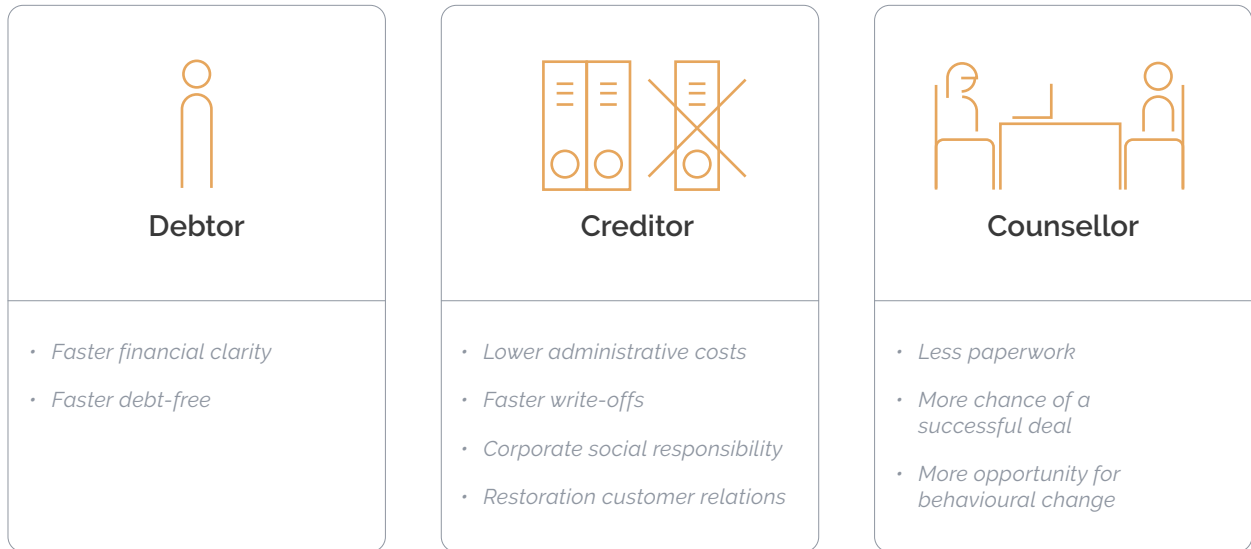 Debtor
• Faster financial clarity
• Faster debt-free
Creditor
• Lower administrative costs
• Faster write-offs
• Corporate social responsibility
• Restoration customer relations
Counsellor
• Less paperwork
• More chance of a
successful deal
• More opportunity for
behavioural change